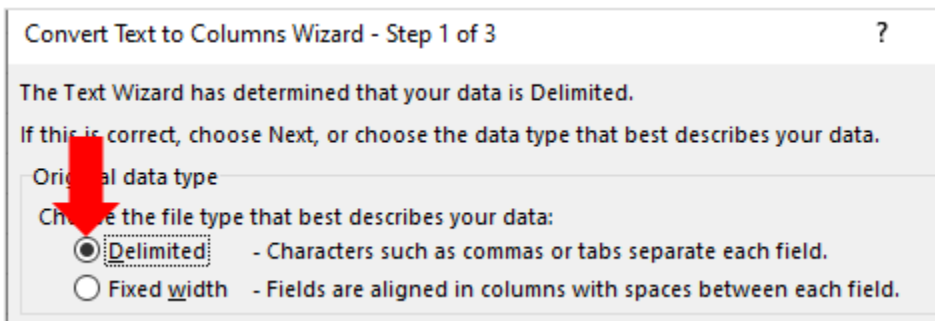 Convert Text to Columns Wizard - Step 1 of 3 ?
The Text Wizard has determined that your data is Delimited.
If this is correct, choose Next, or choose the data type that best describes your data.
Original data type
Choose the file type that best describes your data:
Delimited - Characters such as commas or tabs separate each field.
Fixed width - Fields are aligned in columns with spaces between each field.